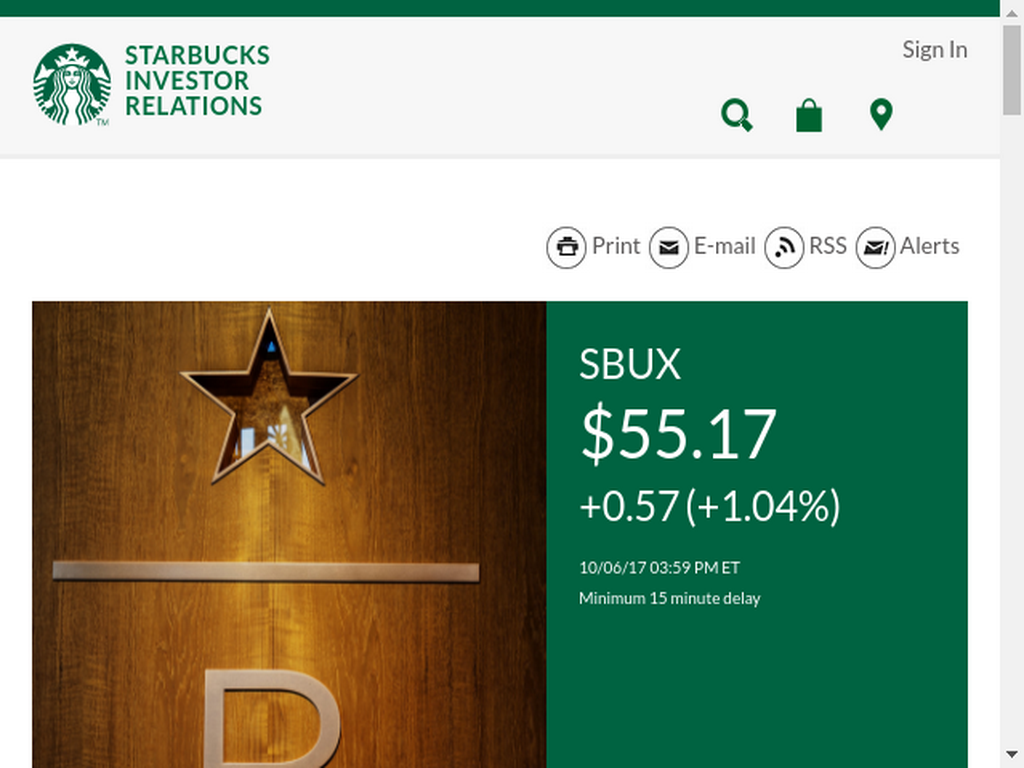 STARBUCKS
INVESTOR
RELATIONS
TM
Sign In
Print E-mail RSS Alerts
SBUX
$55.17
+0.57 (+1.04%)
10/06/17 03:59 PM ET
Minimum 15 minute delay
R